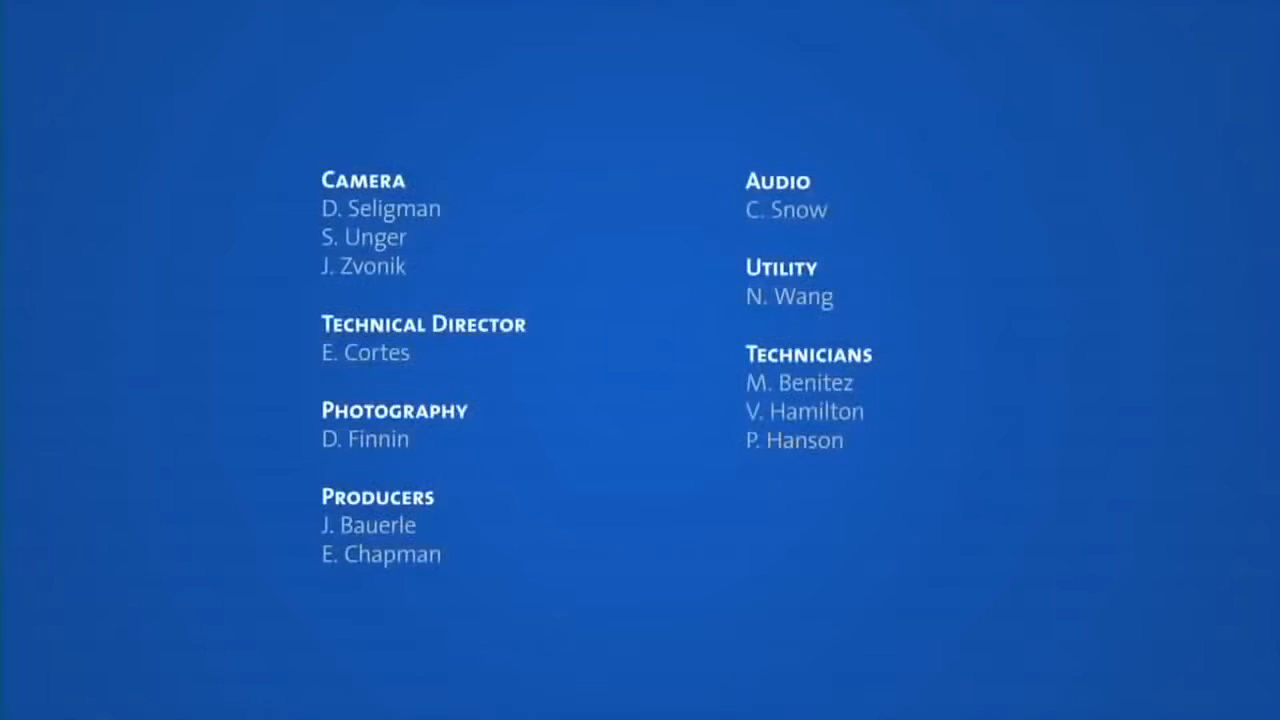 CAMERA
D. Seligman
S. Unger
J. Zvonik
TECHNICAL DIRECTOR
E. Cortes
PHOTOGRAPHY
D. Finnin
PRODUCERS
J. Bauerle
E. Chapman
AUDIO
C. Snow
UTILITY
N. Wang
TECHNICIANS
M. Benitez
V. Hamilton
P. Hanson